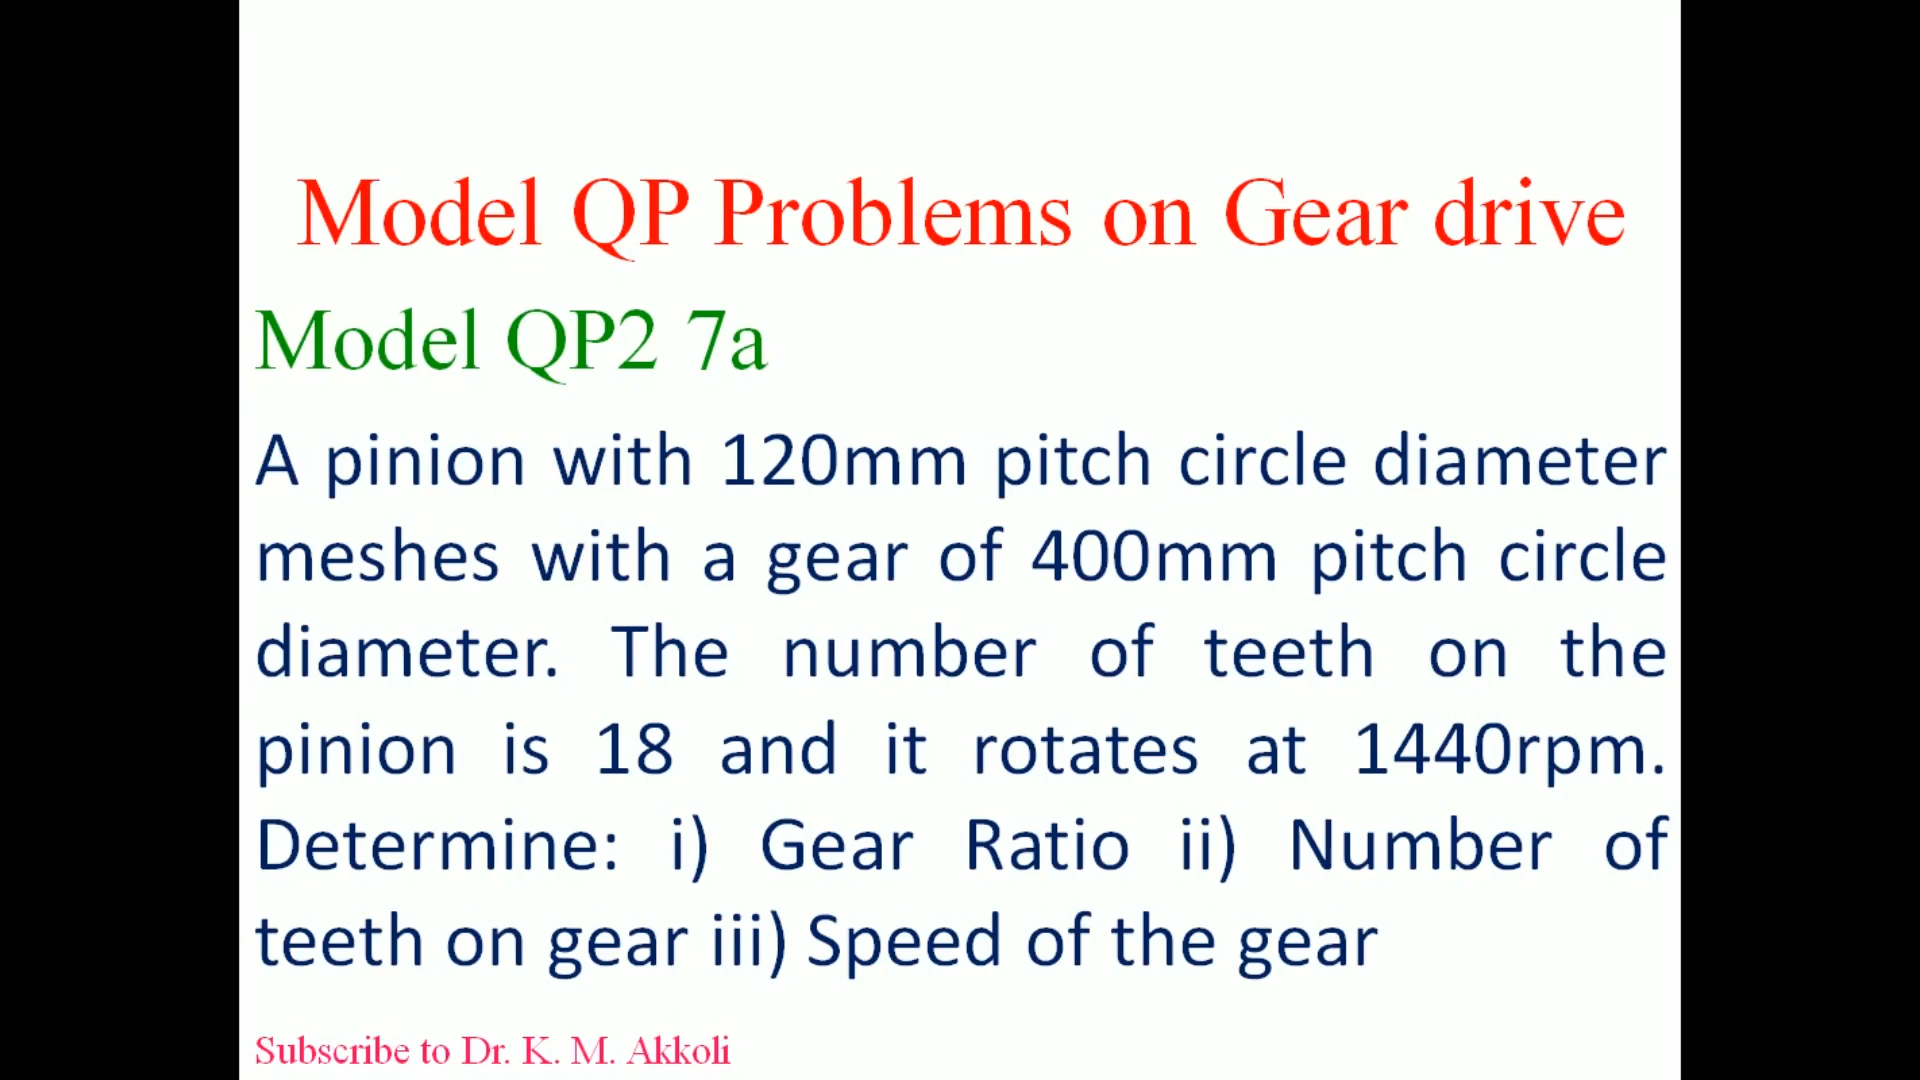 Model QP Problems on Gear drive
Model QP2 7a
A pinion with 120mm pitch circle diameter
meshes with a gear of 400mm pitch circle
diameter. The number of teeth on the
pinion is 18 and it rotates at 1440rpm.
Determine: i) Gear Ratio ii) Number of
teeth on gear iii) Speed of the gear
Subscribe to Dr. K. M. Akkoli